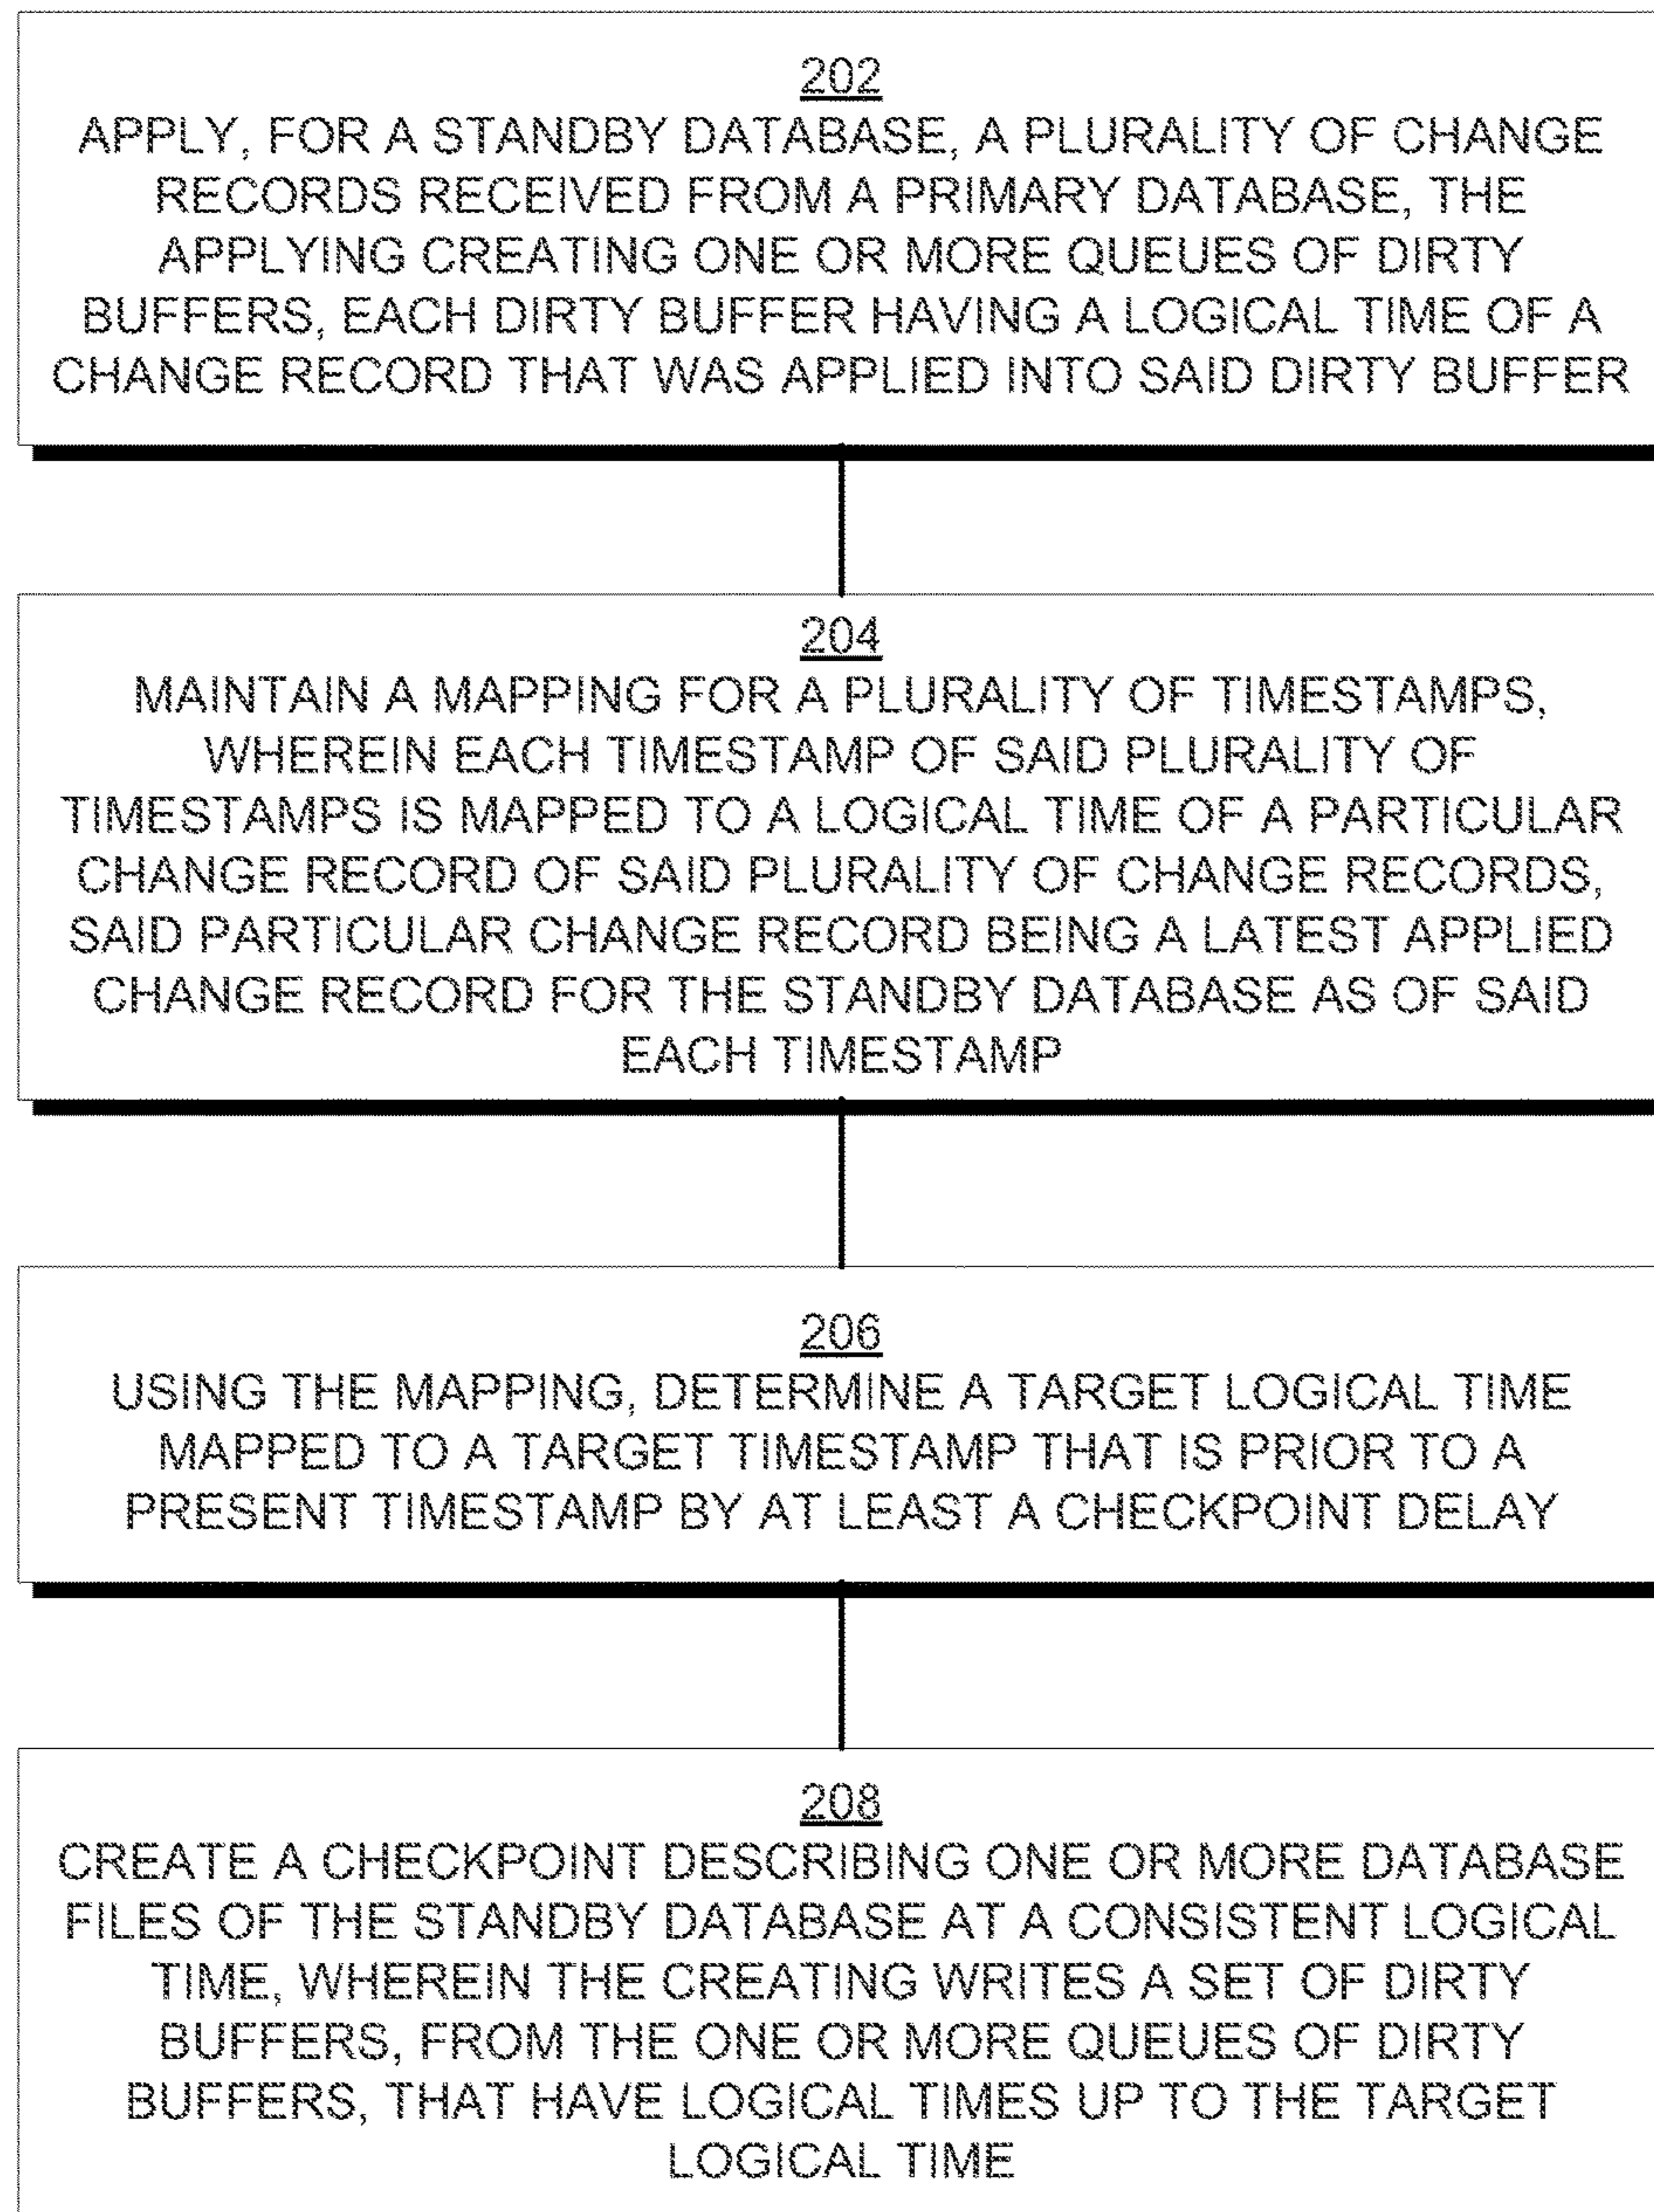 202
APPLY, FOR A STANDBY DATABASE, A PLURALITY OF CHANGE
RECORDS RECEIVED FROM A PRIMARY DATABASE, THE
APPLYING CREATING ONE OR MORE QUEUES OF DIRTY
BUFFERS, EACH DIRTY BUFFER HAVING A LOGICAL TIME OF A
CHANGE RECORD THAT WAS APPLIED INTO SAID DIRTY BUFFER
204
MAINTAIN A MAPPING FOR A PLURALITY OF TIMESTAMPS,
WHEREIN EACH TIMESTAMP OF SAID PLURALITY OF
TIMESTAMPS IS MAPPED TO A LOGICAL TIME OF A PARTICULAR
CHANGE RECORD OF SAID PLURALITY OF CHANGE RECORDS,
SAID PARTICULAR CHANGE RECORD BEING A LATEST APPLIED
CHANGE RECORD FOR THE STANDBY DATABASE AS OF SAID
EACH TIMESTAMP
206
USING THE MAPPING, DETERMINE A TARGET LOGICAL TIME
MAPPED TO A TARGET TIMESTAMP THAT IS PRIOR TO A
PRESENT TIMESTAMP BY AT LEAST A CHECKPOINT DELAY
208
CREATE A CHECKPOINT DESCRIBING ONE OR MORE DATABASE
FILES OF THE STANDBY DATABASE AT A CONSISTENT LOGICAL
TIME, WHEREIN THE CREATING WRITES A SET OF DIRTY
BUFFERS, FROM THE ONE OR MORE QUEUES OF DIRTY
BUFFERS, THAT HAVE LOGICAL TIMES UP TO THE TARGET
LOGICAL TIME